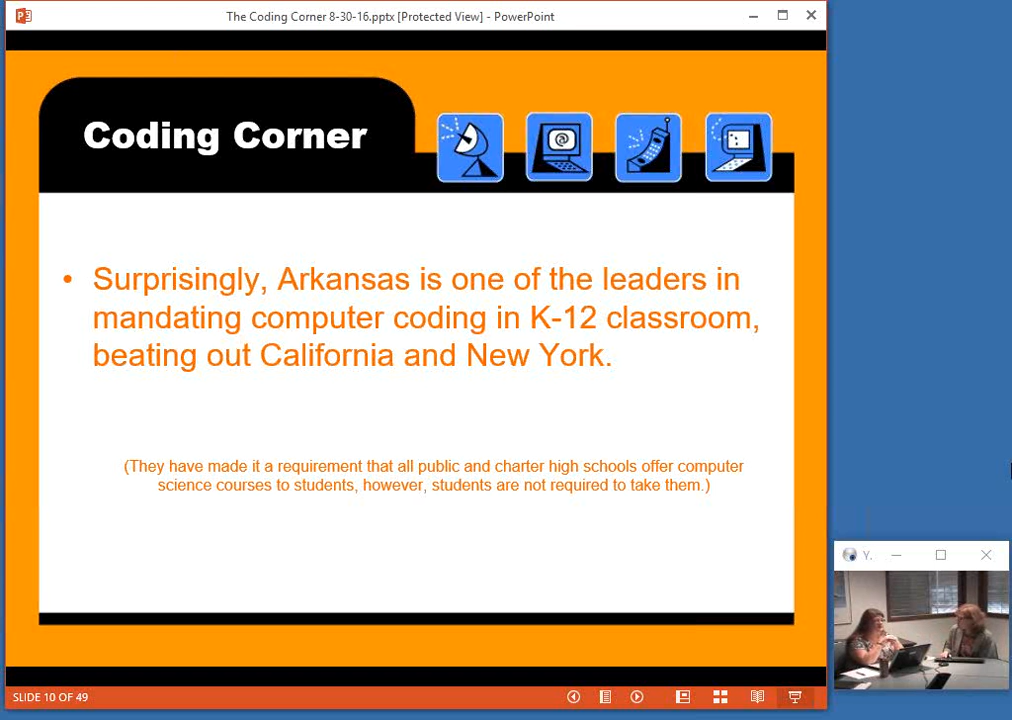 The Coding Corner 8-30-16.pptx [Protected View] - PowerPoint
Coding Corner
• Surprisingly, Arkansas is one of the leaders in
mandating computer coding in K-12 classroom,
beating out California and New York.
(They have made it a requirement that all public and charter high schools offer computer
science courses to students, however, students are not required to take them.)
Y.
SLIDE 10 OF 49